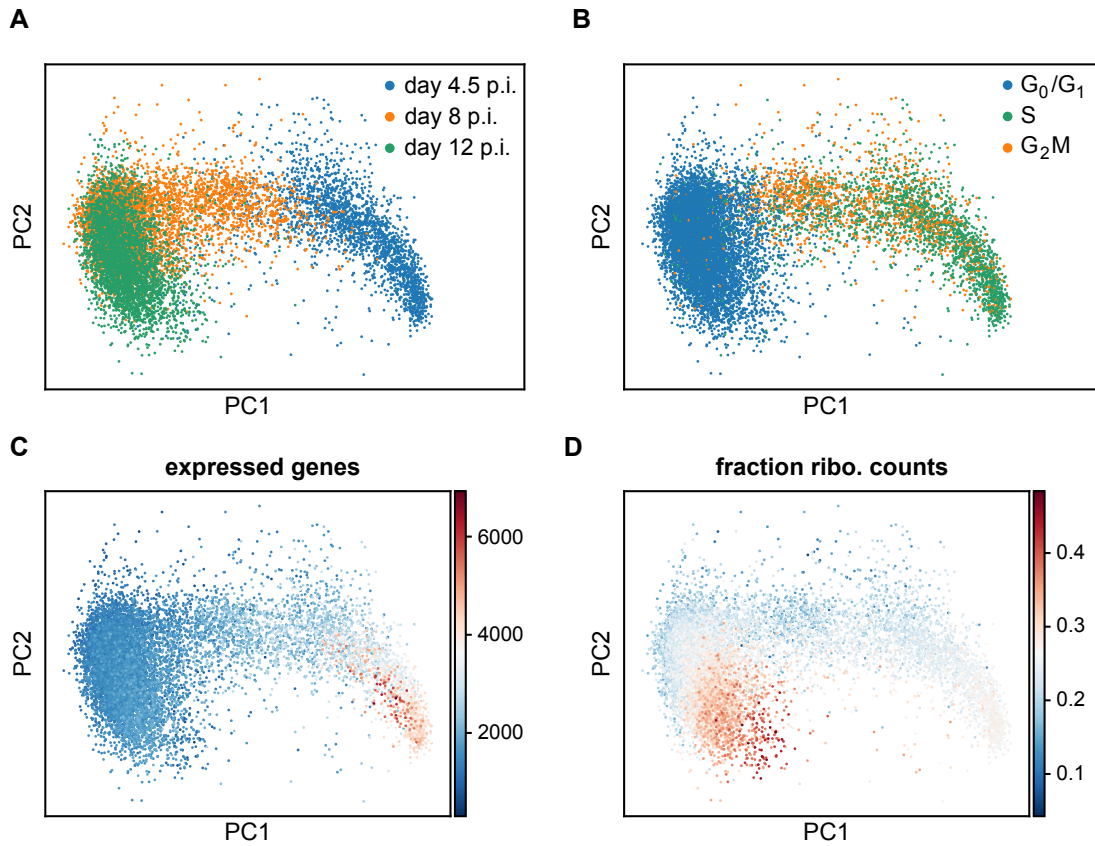 A
day 4.5 p.i.
day 8 p.i.
day 12 p.i.
PC2
PC1
B
G₀/G₁
S
G₂M
PC2
PC1
C
expressed genes
6000
4000
2000
PC2
PC1
D
fraction ribo. counts
0.4
0.3
0.2
0.1
PC2
PC1